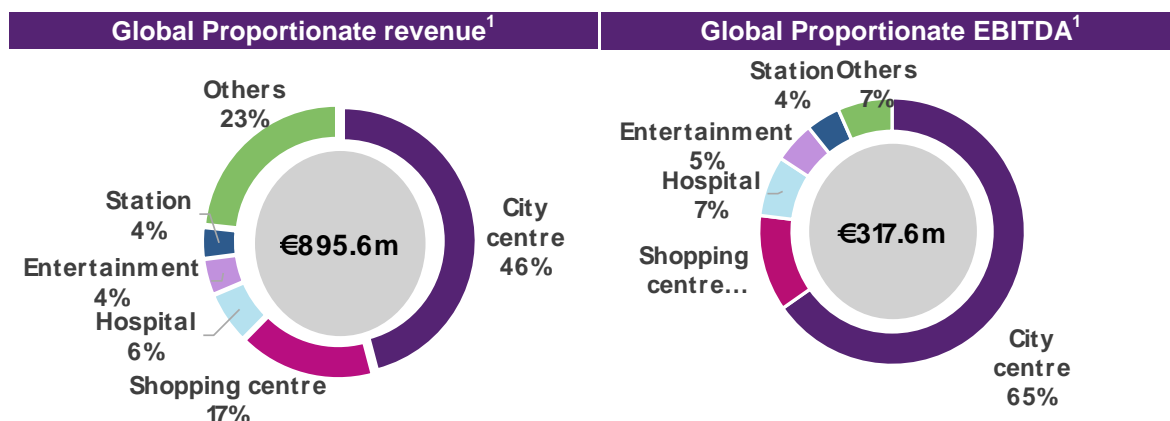 Global Proportionate revenue1
Others
23%
Station
4%
Entertainment
4%
Hospital
6%
Shopping centre
17%
City
centre
46%
€895.6m
Global Proportionate EBITDA1
Station
4%
Others
7%
Entertainment
5%
Hospital
7%
Shopping
centre...
City
centre
65%
€317.6m